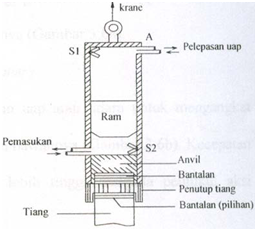 krane
A
S1
Pelepasan uap
Ram
Pemasukan
S2
Anvil
Bantalan
Penutup tiang
Tiang
Bantalan (pilihan)